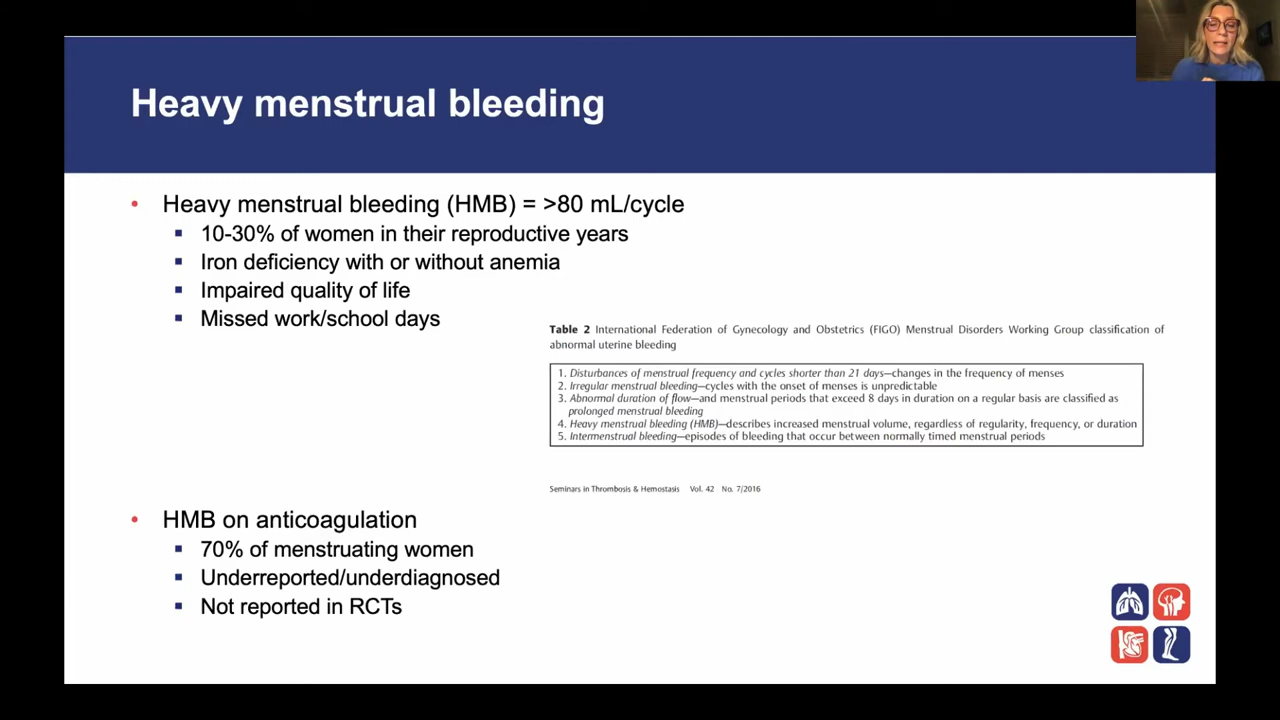 Heavy menstrual bleeding
• Heavy menstrual bleeding (HMB) = >80 mL/cycle
▪ 10-30% of women in their reproductive years
▪ Iron deficiency with or without anemia
▪ Impaired quality of life
▪ Missed work/school days
Table 2 International Federation of Gynecology and Obstetrics (FIGO) Menstrual Disorders Working Group classification of
abnormal uterine bleeding
1. Disturbances of menstrual frequency and cycles shorter than 21 days—changes in the frequency of menses
2. Irregular menstrual bleeding—cycles with the onset of menses is unpredictable
3. Abnormal duration of flow—and menstrual periods that exceed 8 days in duration on a regular basis are classified as
prolonged menstrual bleeding
4. Heavy menstrual bleeding (HMB)—describes increased menstrual volume, regardless of regularity, frequency, or duration
5. Intermenstrual bleeding—episodes of bleeding that occur between normally timed menstrual periods
Seminars in Thrombosis & Hemostasis Vol. 42 No. 7/2016
• HMB on anticoagulation
▪ 70% of menstruating women
▪ Underreported/underdiagnosed
▪ Not reported in RCTs